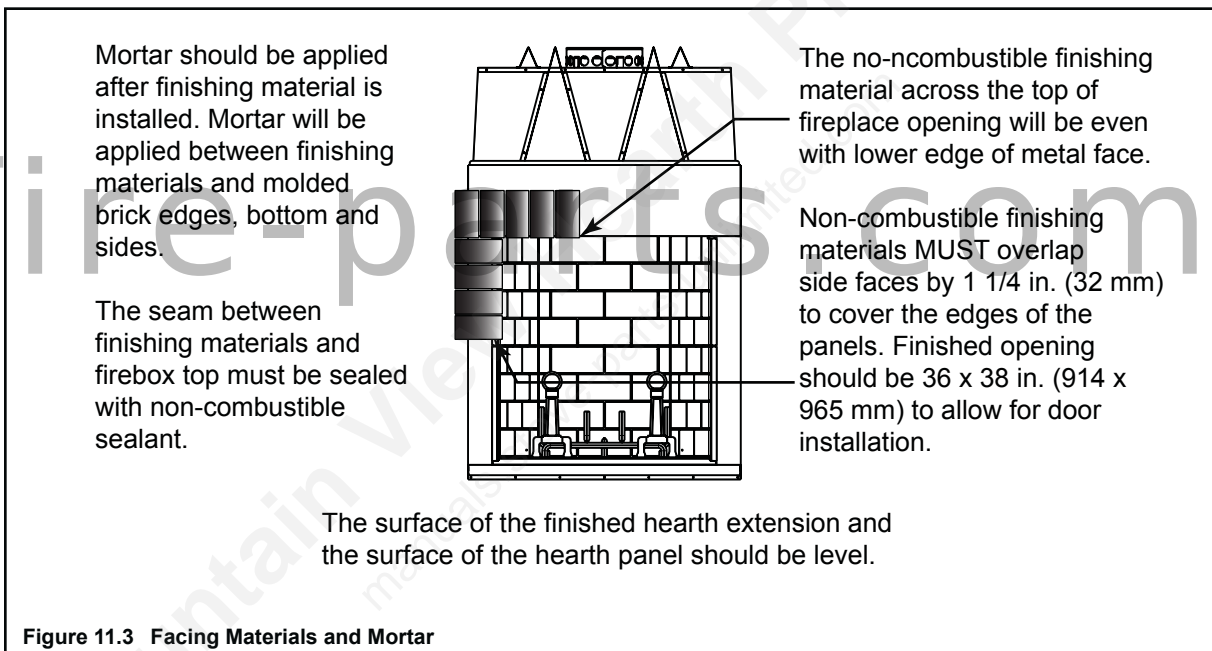 Mortar should be applied
after finishing material is
installed. Mortar will be
applied between finishing
materials and molded
brick edges, bottom and
sides.
The seam between
finishing materials and
firebox top must be sealed
with non-combustible
sealant.
The no-ncombustible finishing
material across the top of
fireplace opening will be even
with lower edge of metal face.
Non-combustible finishing
materials MUST overlap
side faces by 1 1/4 in. (32 mm)
to cover the edges of the
panels. Finished opening
should be 36 x 38 in. (914 x
965 mm) to allow for door
installation.
The surface of the finished hearth extension and
the surface of the hearth panel should be level.
Figure 11.3 Facing Materials and Mortar
ire-parts.com